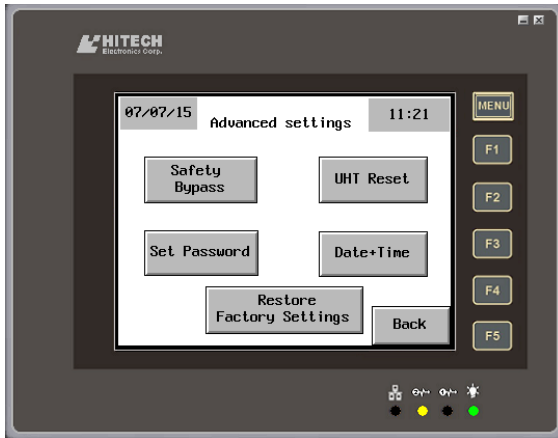 HITECH
Electronics Corp.
MENU
07/07/15
Advanced settings
11:21
F1
Safety
Bypass
UHT Reset
F2
Set Password
Date+Time
F3
Restore
Factory Settings
F4
Back
F5